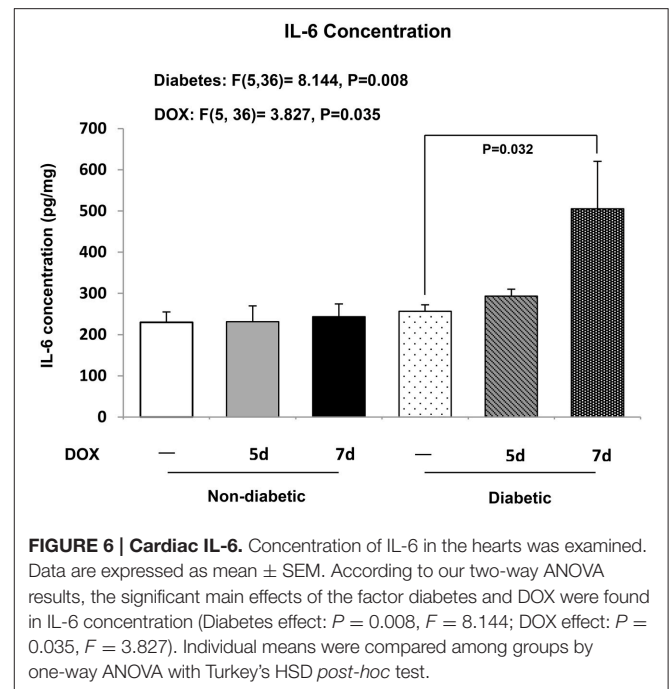 IL-6 Concentration
Diabetes: F(5,36)= 8.144, P=0.008
DOX: F(5, 36)= 3.827, P=0.035
700
600
500
400
300
200
100
0
IL-6 concentration (pg/mg)
P=0.032
DOX — 5d 7d — 5d 7d
Non-diabetic Diabetic
FIGURE 6 | Cardiac IL-6. Concentration of IL-6 in the hearts was examined.
Data are expressed as mean ± SEM. According to our two-way ANOVA
results, the significant main effects of the factor diabetes and DOX were found
in IL-6 concentration (Diabetes effect: P = 0.008, F = 8.144; DOX effect: P =
0.035, F = 3.827). Individual means were compared among groups by
one-way ANOVA with Turkey's HSD post-hoc test.